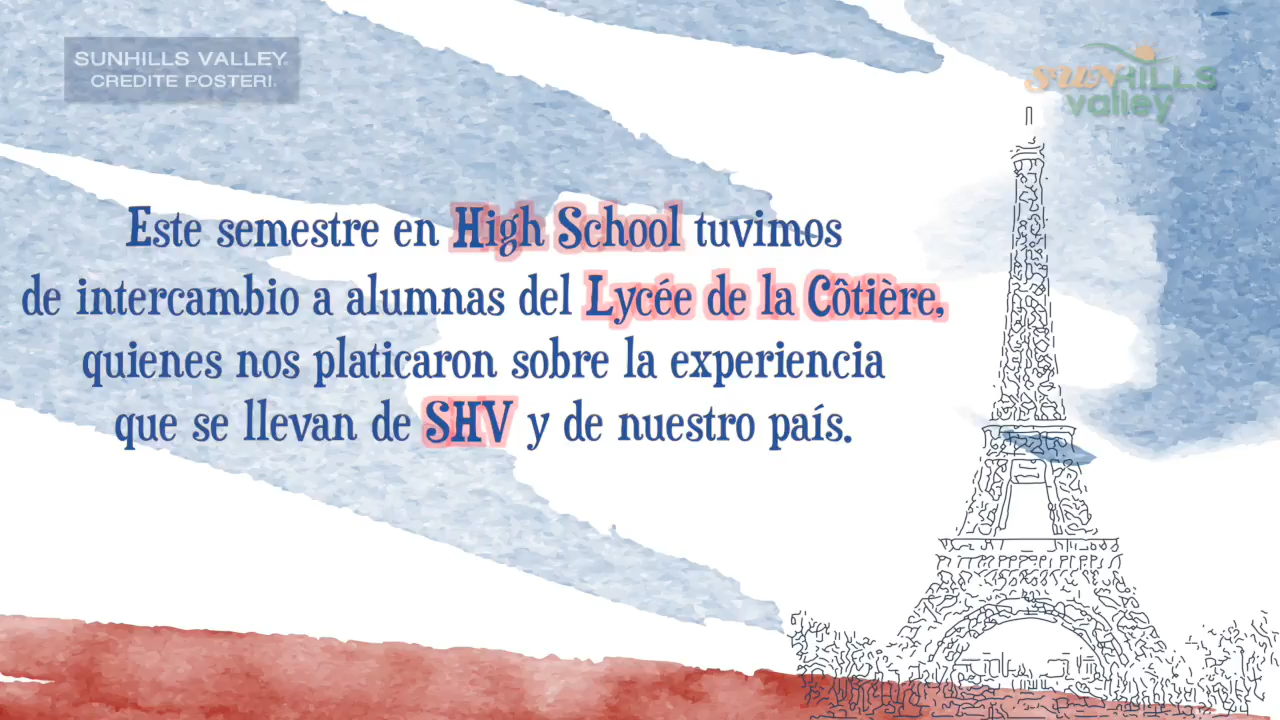 SUNHILLS VALLEY
CREDITE POSTERI
SUNHILLS
valley
Este semestre en High School tuvimos
de intercambio a alumnas del Lycée de la Côtière,
quienes nos platicaron sobre la experiencia
que se llevan de SHV y de nuestro país.